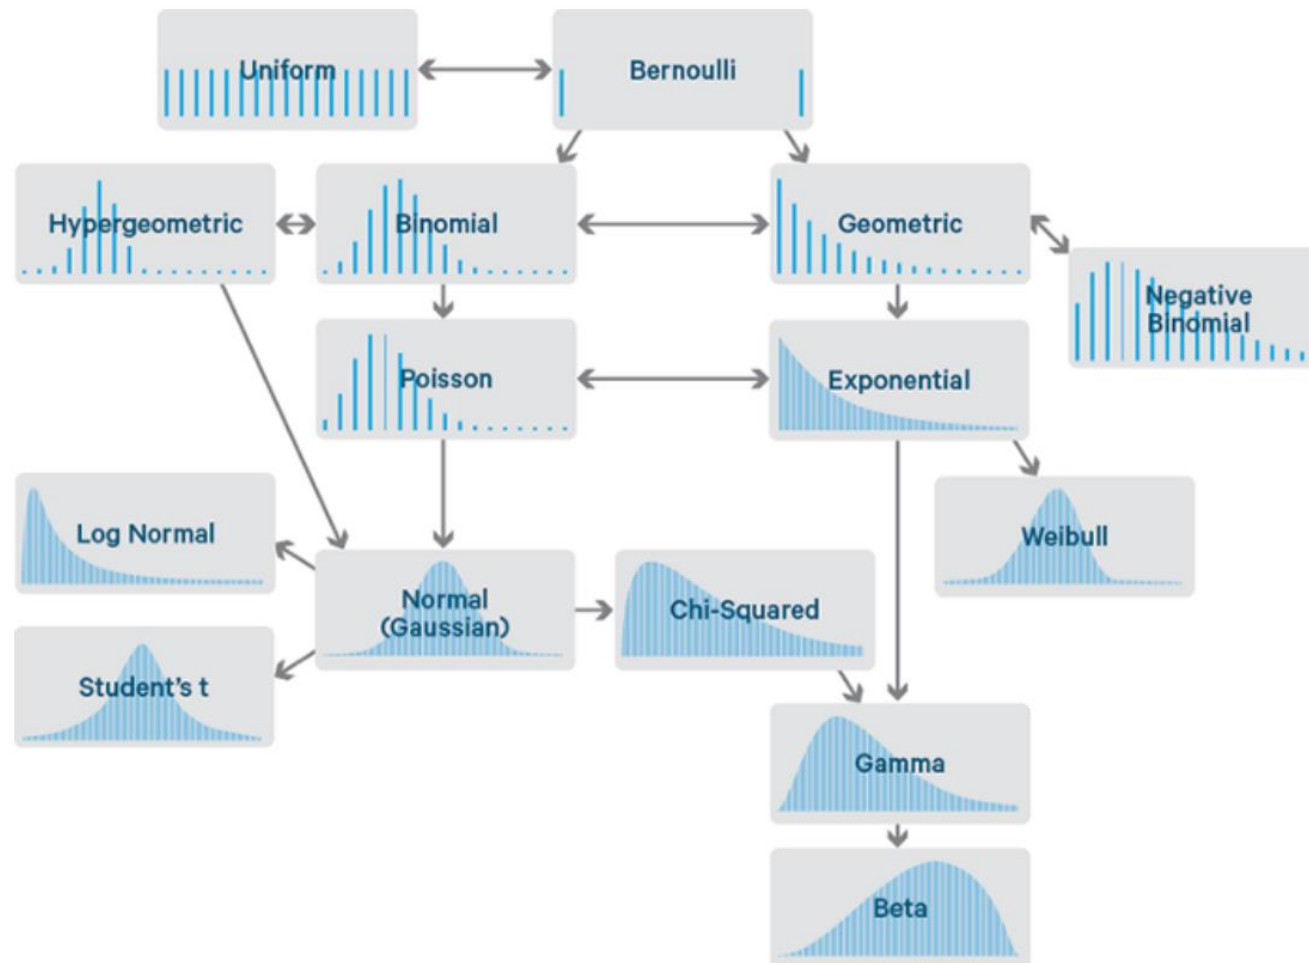 Uniform
Bernoulli
Hypergeometric
Binomial
Geometric
Negative
Binomial
Poisson
Exponential
Log Normal
Weibull
Normal
(Gaussian)
Chi-Squared
Student's t
Gamma
Beta